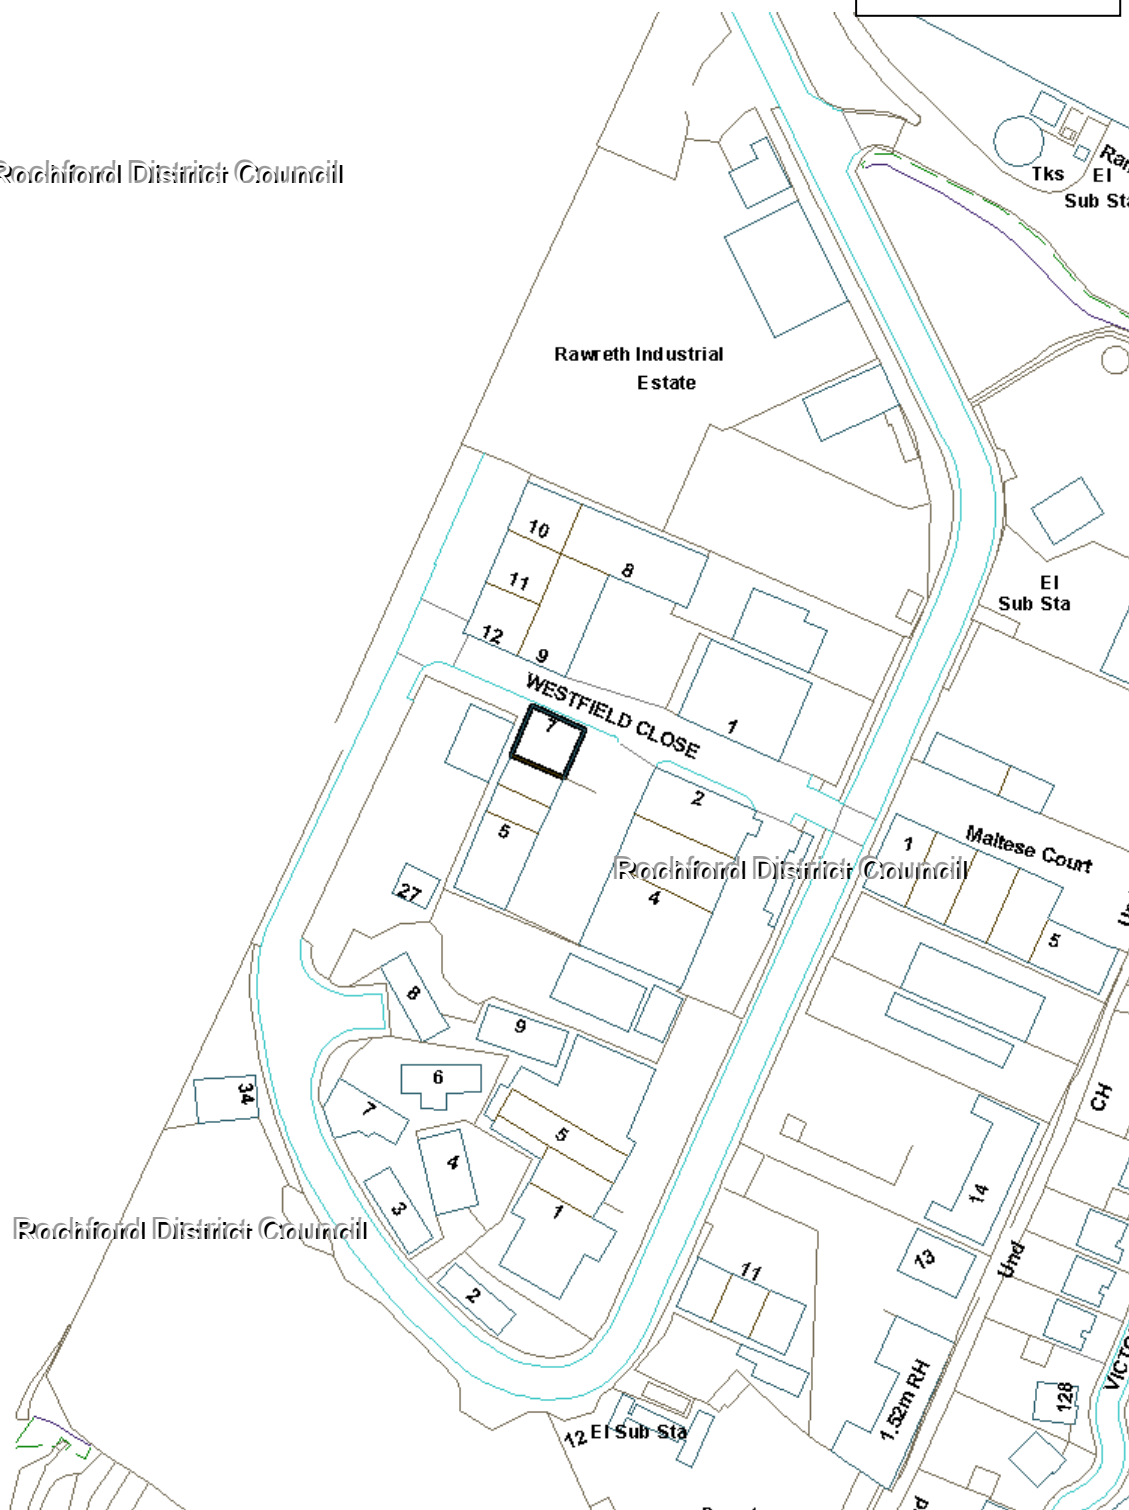 Rochford District Council
Tks
El
Sub Sta
Rawreth Industrial
Estate
10
8
11
El
Sub Sta
12
9
WESTFIELD CLOSE
7
1
2
5
Maltese Court
1
Rochford District Council
27
4
5
8
9
6
34
7
5
CH
4
14
3
1
Rochford District Council
Und
13
11
2
1.52m RH
128
12
El Sub Sta